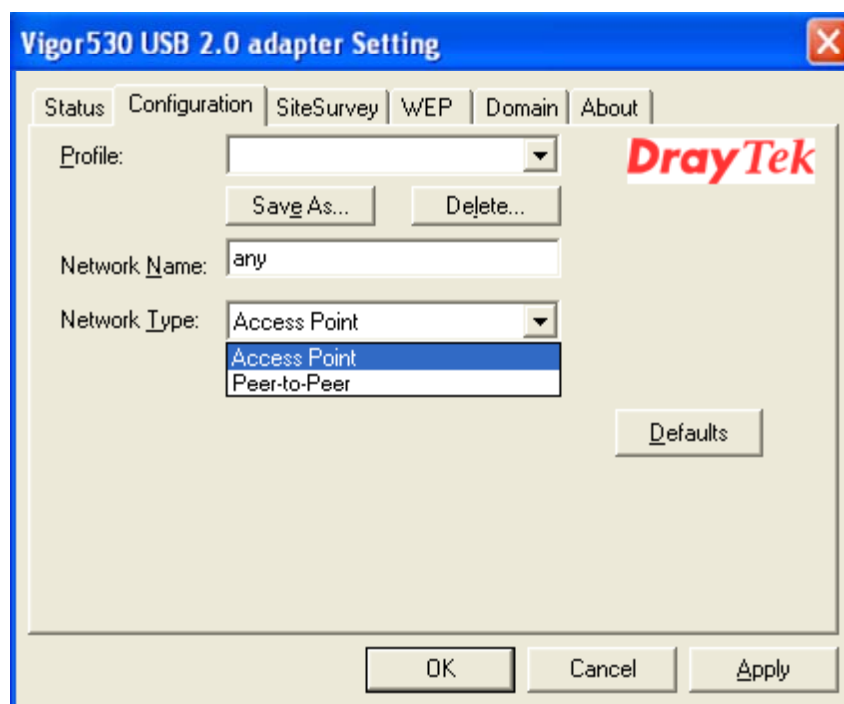 Vigor530 USB 2.0 adapter Setting
Status Configuration SiteSurvey WEP Domain About
Profile:
DrayTek
Save As... Delete...
Network Name: any
Network Type: Access Point
Access Point
Peer-to-Peer
Defaults
OK Cancel Apply